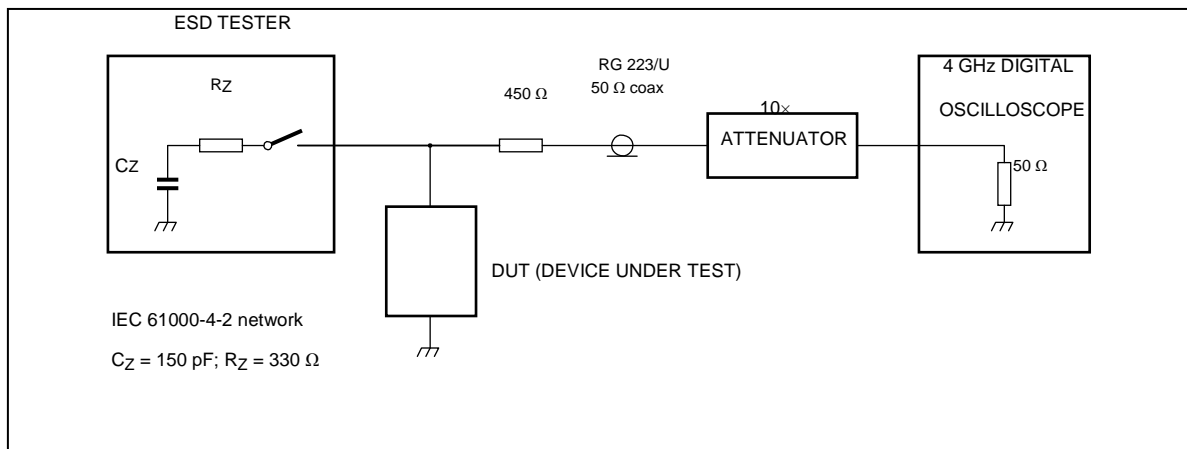 ESD TESTER
RZ
CZ
450 Ω
RG 223/U
50 Ω coax
10×
ATTENUATOR
4 GHz DIGITAL
OSCILLOSCOPE
50 Ω
DUT (DEVICE UNDER TEST)
IEC 61000-4-2 network
CZ = 150 pF; RZ = 330 Ω